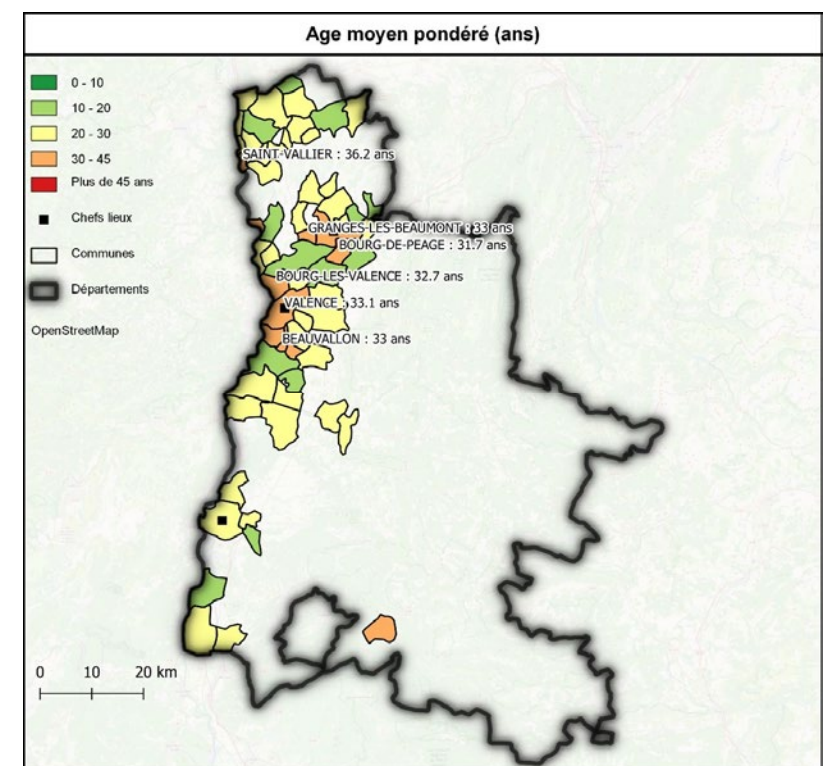 Age moyen pondéré (ans)
0 - 10
10 - 20
20 - 30
30 - 45
Plus de 45 ans
Chefs lieux
Communes
Départements
OpenStreetMap
SAINT-VALLIER : 36.2 ans
GRANGES-LES-BEAUMONT : 33 ans
BOURG-DE-PEAGE : 31.7 ans
BOURG-LES-VALENCE : 32.7 ans
VALENCE : 33.1 ans
BEAUVALLON : 33 ans
0 10 20 km